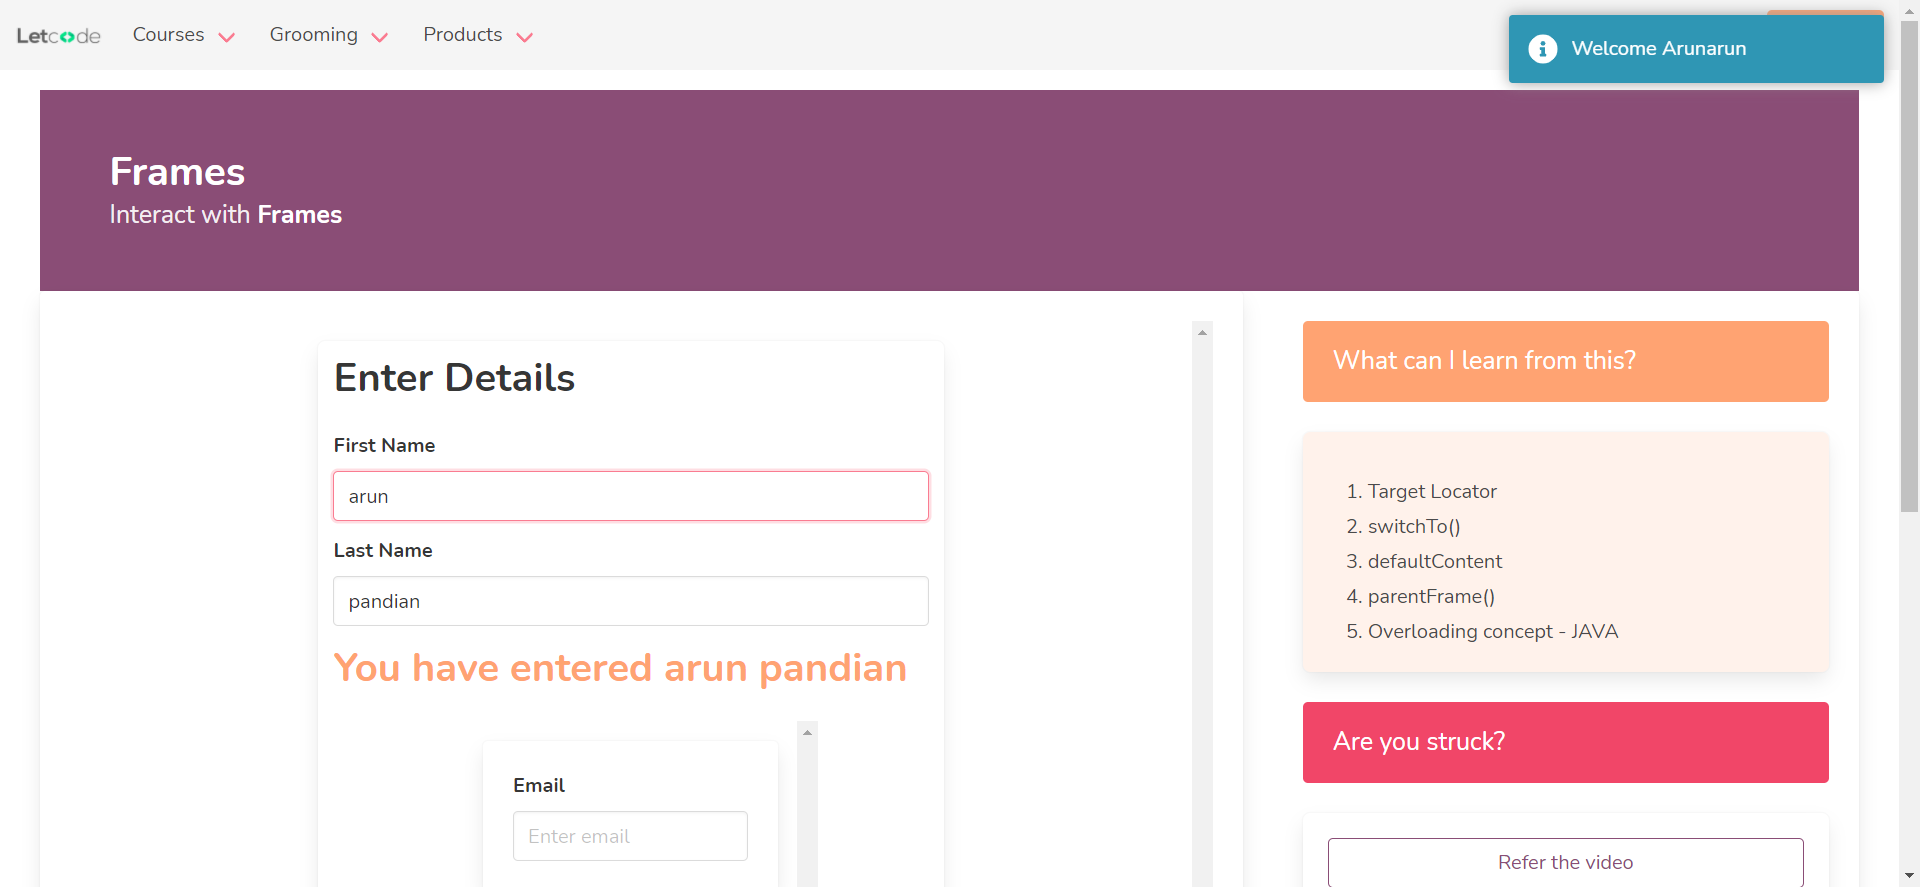 Letcode
Courses
Grooming
Products
Welcome Arunarun
Frames
Interact with Frames
Enter Details
First Name
arun
Last Name
pandian
You have entered arun pandian
Email
Enter email
What can I learn from this?
1. Target Locator
2. switchTo()
3. defaultContent
4. parentFrame()
5. Overloading concept - JAVA
Are you struck?
Refer the video